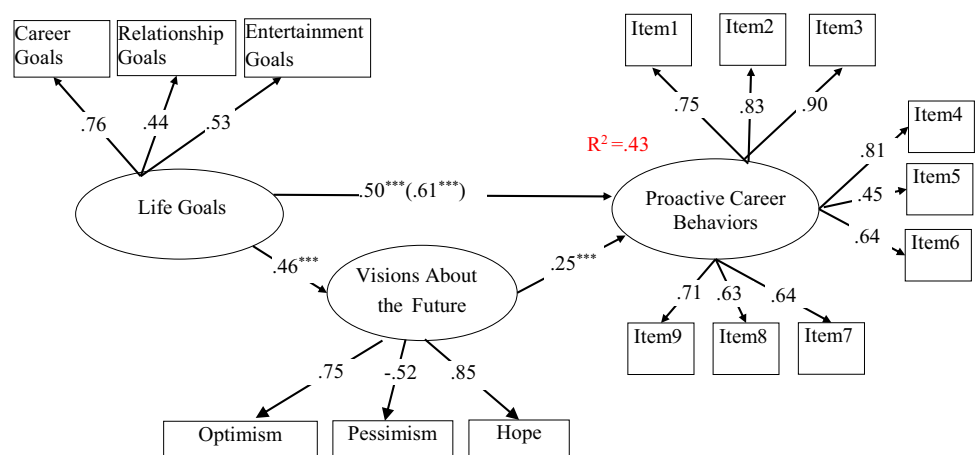 Career
Goals
Relationship
Goals
Entertainment
Goals
Item1
Item2
Item3
.76
.44
.53
.75
.83
.90
Item4
R² =.43
.81
Item5
.45
Life Goals
.50***(.61***)
Proactive Career
Behaviors
.64
Item6
.46***
.25***
Visions About
the Future
.71
.63
.64
Item9
Item8
Item7
.75
-.52
.85
Optimism
Pessimism
Hope